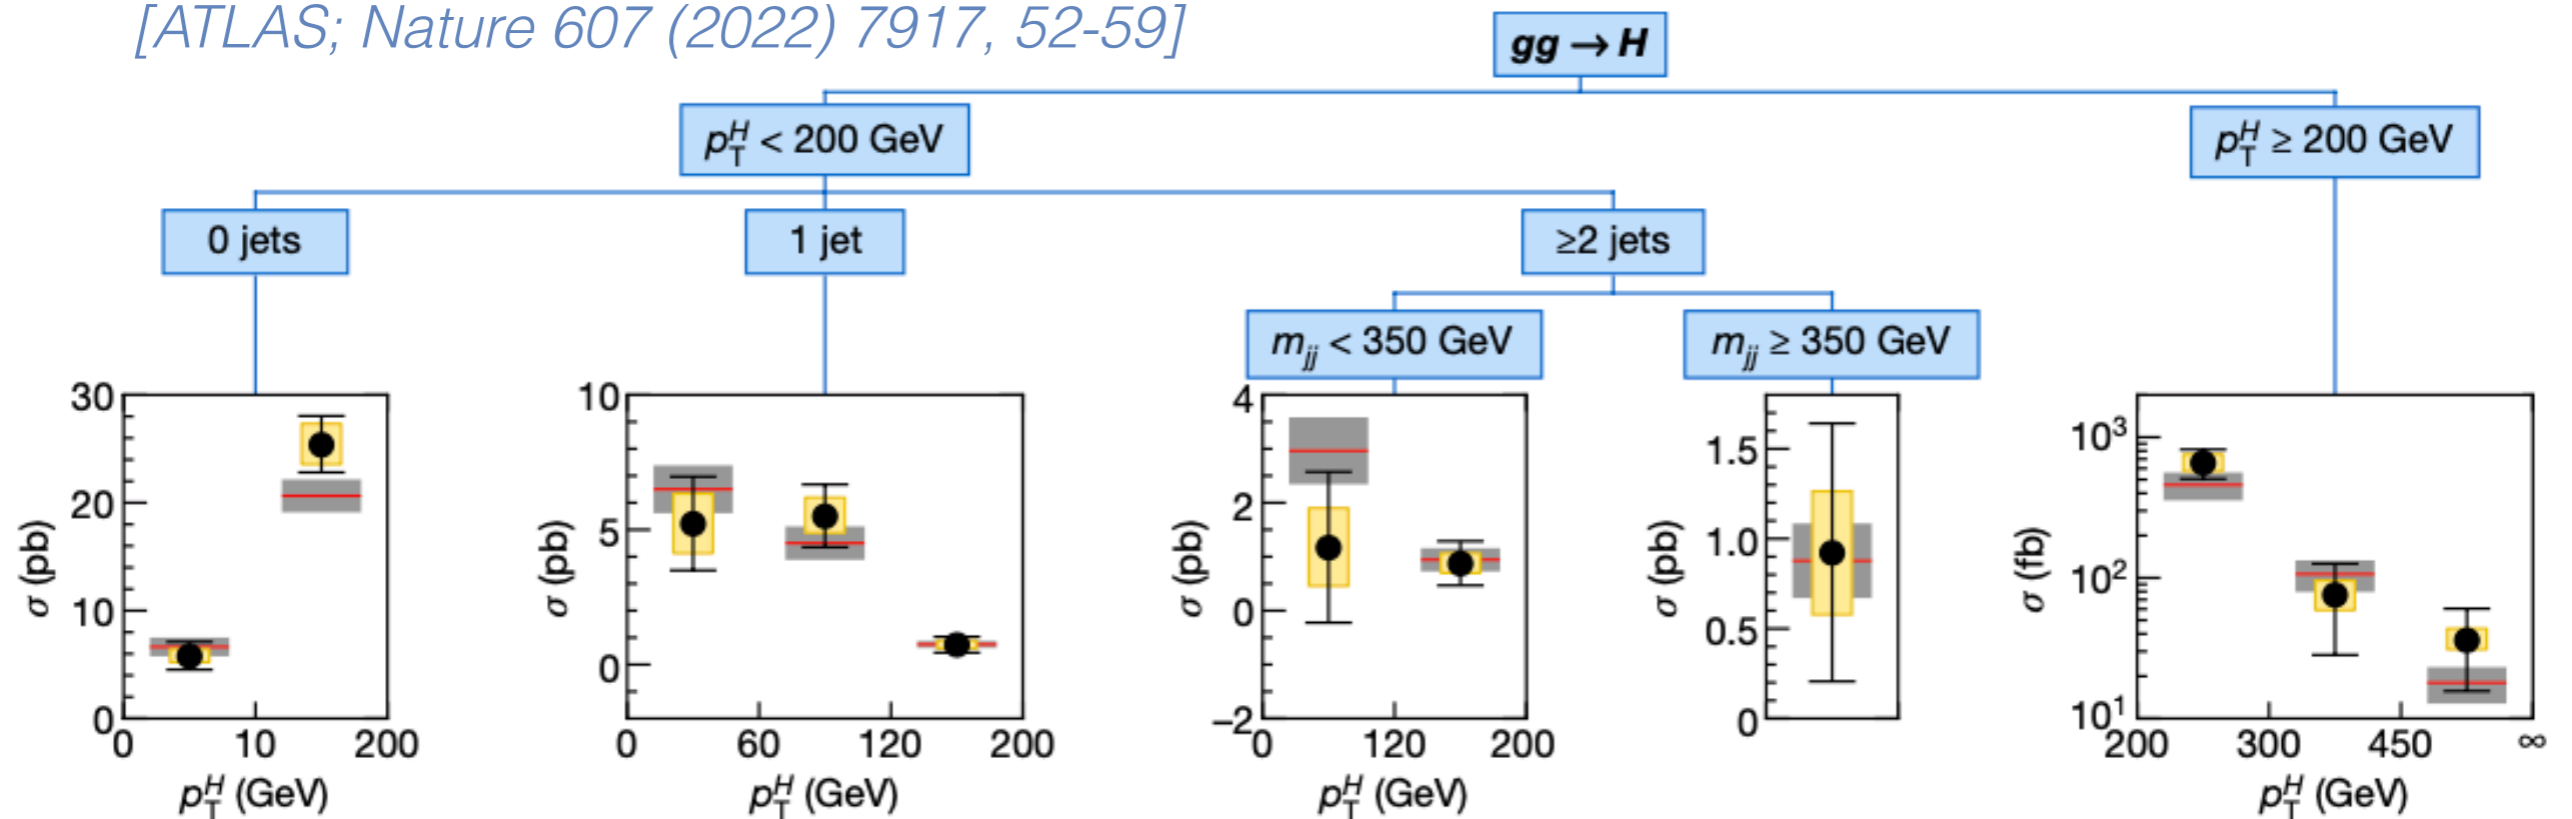 [ATLAS; Nature 607 (2022) 7917, 52-59]
gg → H
p_T^H < 200 GeV
p_T^H ≥ 200 GeV
0 jets
1 jet
≥2 jets
m_jj < 350 GeV
m_jj ≥ 350 GeV
σ (pb)
30
20
10
0
0 10 200
p_T^H (GeV)
σ (pb)
10
5
0
0 60 120 200
p_T^H (GeV)
σ (pb)
4
2
0
−2
0 120 200
p_T^H (GeV)
σ (pb)
1.5
1.0
0.5
0
σ (fb)
10^3
10^2
10^1
200 300 450 ∞
p_T^H (GeV)